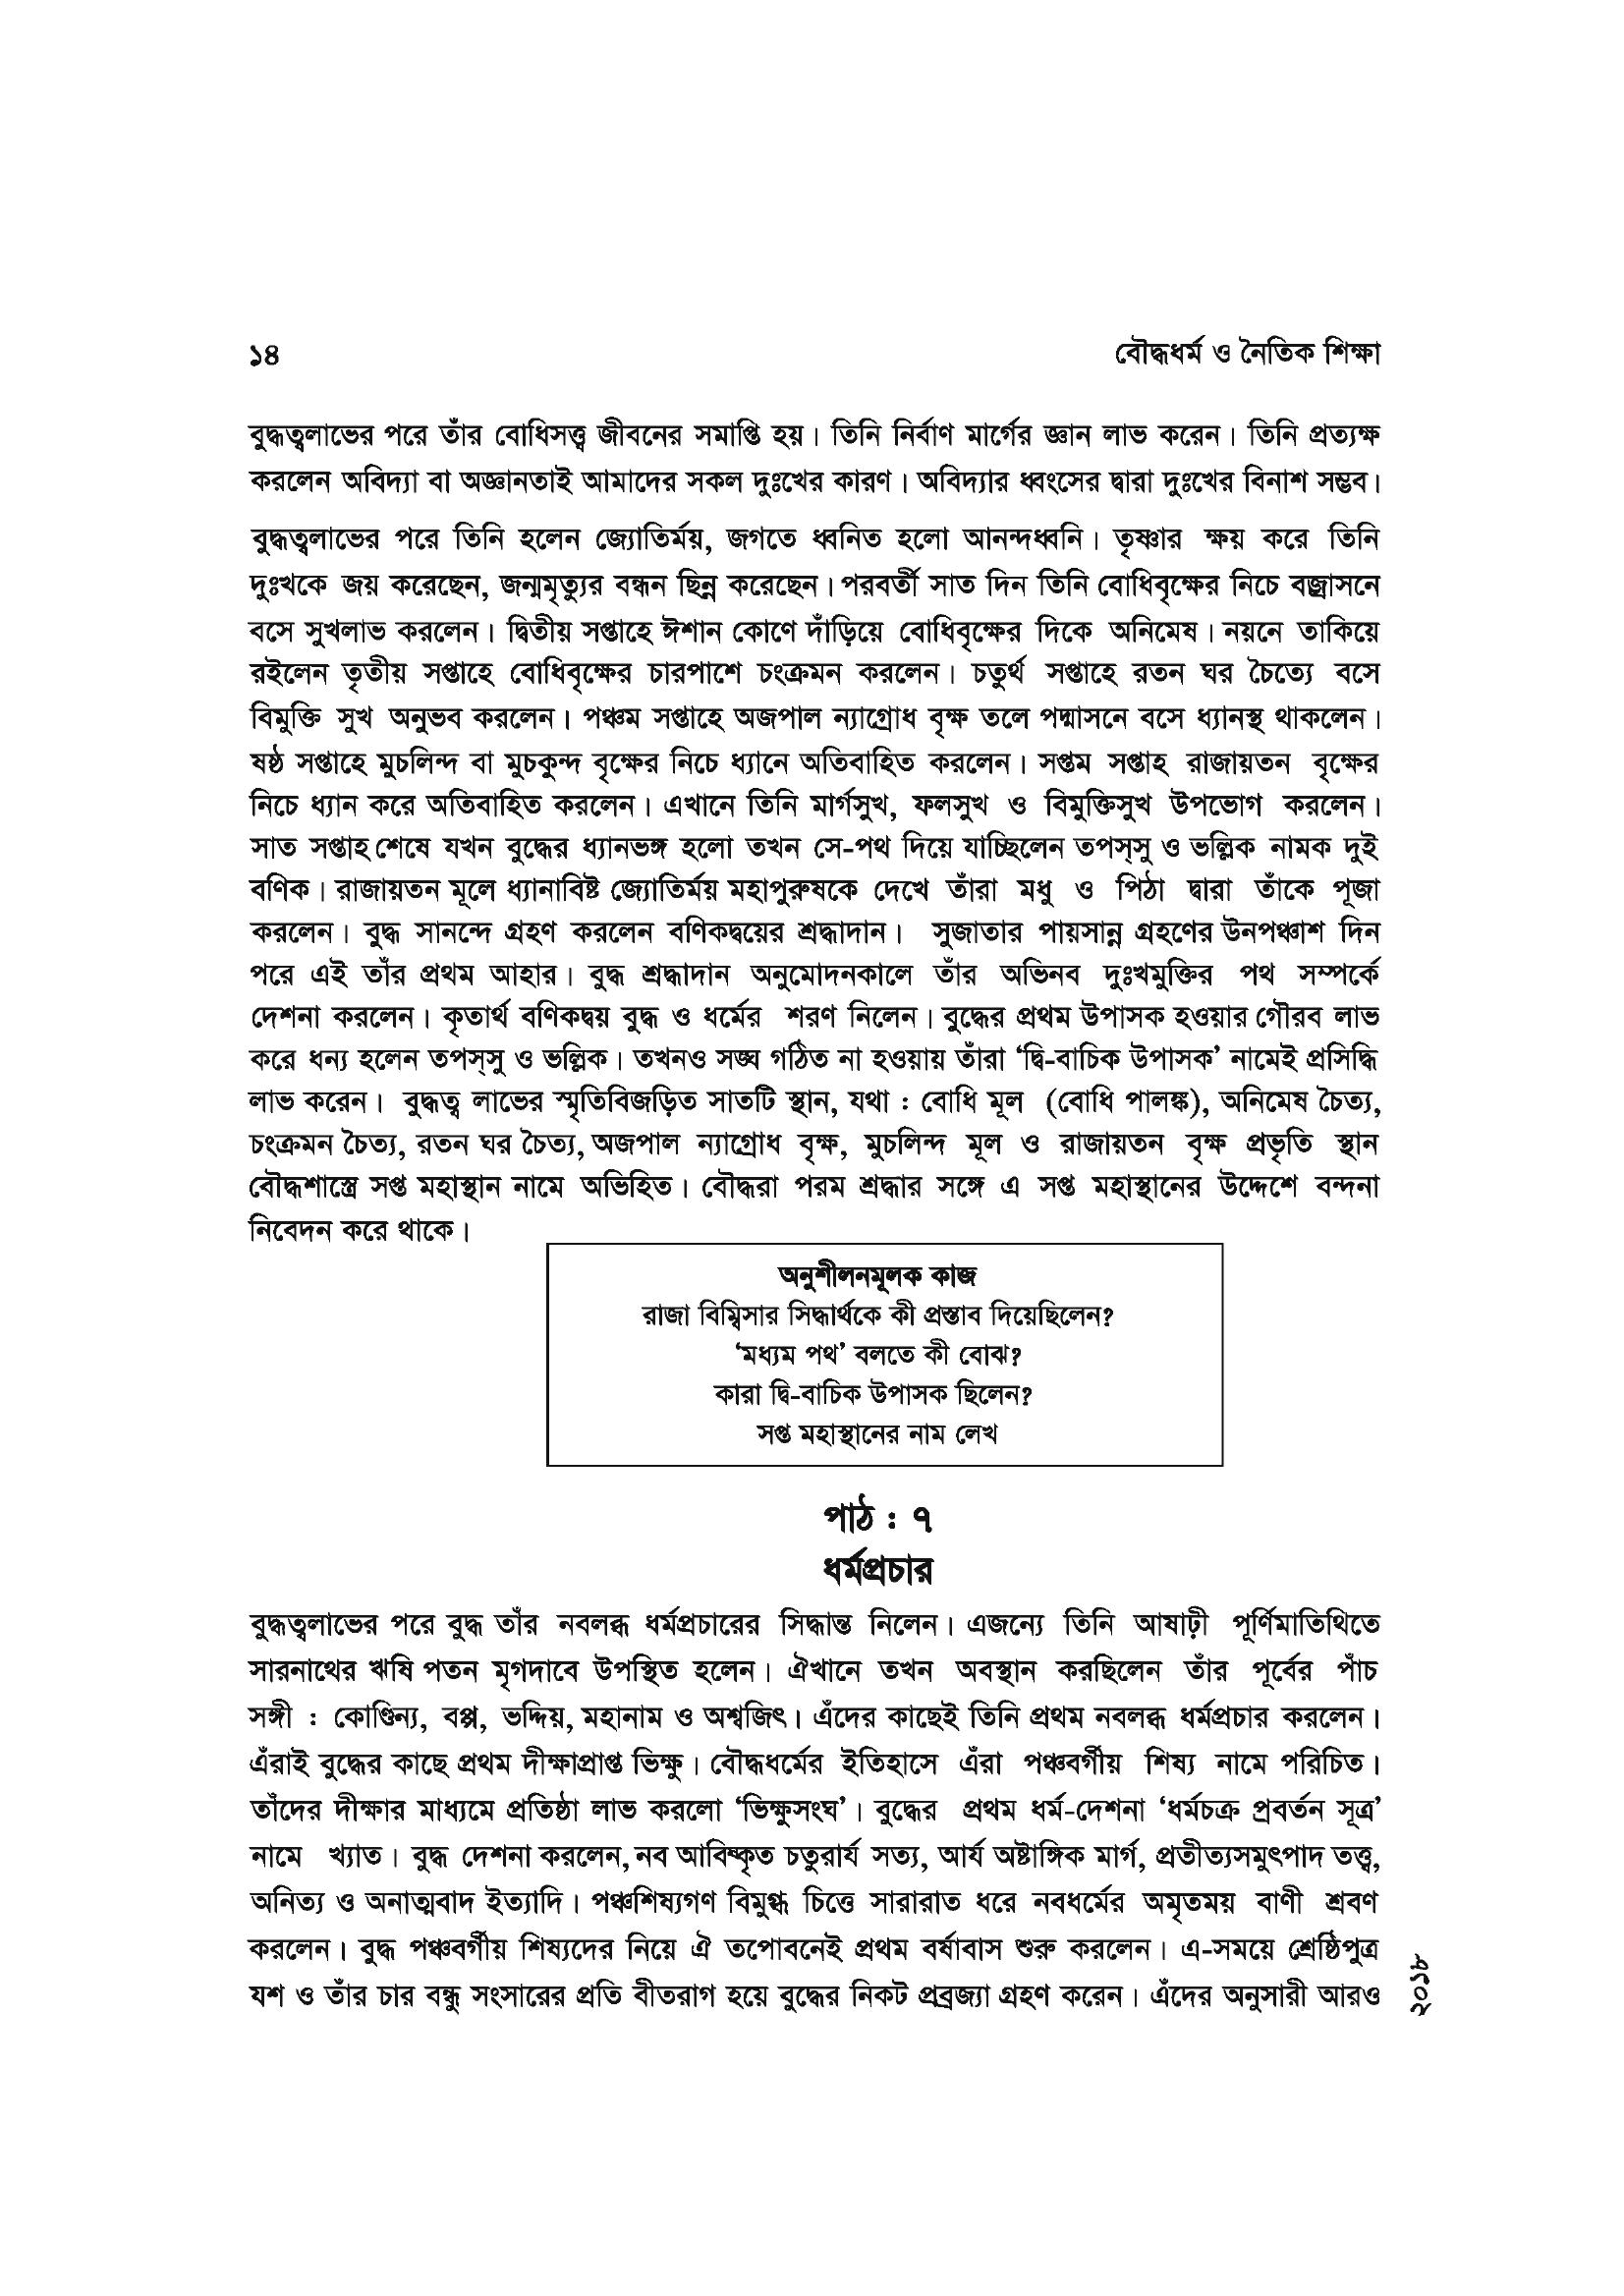 ১৪
বৌদ্ধধর্ম ও নৈতিক শিক্ষা
বুদ্ধত্বলাভের পরে তাঁর বোধিসত্ত্ব জীবনের সমাপ্তি হয়। তিনি নির্বাণ মার্গের জ্ঞান লাভ করেন। তিনি প্রত্যক্ষ
করলেন অবিদ্যা বা অজ্ঞানতাই আমাদের সকল দুঃখের কারণ। অবিদ্যার ধ্বংসের দ্বারা দুঃখের বিনাশ সম্ভব।
বুদ্ধত্বলাভের পরে তিনি হলেন জ্যোতির্ময়, জগতে ধ্বনিত হলো আনন্দধ্বনি। তৃষ্ণার ক্ষয় করে তিনি
দুঃখকে জয় করেছেন, জন্মমৃত্যুর বন্ধন ছিন্ন করেছেন। পরবর্তী সাত দিন তিনি বোধিবৃক্ষের নিচে বজ্রাসনে
বসে সুখলাভ করলেন। দ্বিতীয় সপ্তাহে ঈশান কোণে দাঁড়িয়ে বোধিবৃক্ষের দিকে অনিমেষ। নয়নে তাকিয়ে
রইলেন তৃতীয় সপ্তাহে বোধিবৃক্ষের চারপাশে চংক্রমন করলেন। চতুর্থ সপ্তাহে রতন ঘর চৈত্যে বসে
বিমুক্তি সুখ অনুভব করলেন। পঞ্চম সপ্তাহে অজপাল ন্যাগ্রোধ বৃক্ষ তলে পদ্মাসনে বসে ধ্যানস্থ থাকলেন।
ষষ্ঠ সপ্তাহে মুচলিন্দ বা মুচকুন্দ বৃক্ষের নিচে ধ্যানে অতিবাহিত করলেন। সপ্তম সপ্তাহ রাজায়তন বৃক্ষের
নিচে ধ্যান করে অতিবাহিত করলেন। এখানে তিনি মার্গসুখ, ফলসুখ ও বিমুক্তিসুখ উপভোগ করলেন।
সাত সপ্তাহ শেষে যখন বুদ্ধের ধ্যানভঙ্গ হলো তখন সে-পথ দিয়ে যাচ্ছিলেন তপস্‌সু ও ভল্লিক নামক দুই
বণিক। রাজায়তন মূলে ধ্যানাবিষ্ট জ্যোতির্ময় মহাপুরুষকে দেখে তাঁরা মধু ও পিঠা দ্বারা তাঁকে পূজা
করলেন। বুদ্ধ সানন্দে গ্রহণ করলেন বণিকদ্বয়ের শ্রদ্ধাদান। সুজাতার পায়সান্ন গ্রহণের উনপঞ্চাশ দিন
পরে এই তাঁর প্রথম আহার। বুদ্ধ শ্রদ্ধাদান অনুমোদনকালে তাঁর অভিনব দুঃখমুক্তির পথ সম্পর্কে
দেশনা করলেন। কৃতার্থ বণিকদ্বয় বুদ্ধ ও ধর্মের শরণ নিলেন। বুদ্ধের প্রথম উপাসক হওয়ার গৌরব লাভ
করে ধন্য হলেন তপস্‌সু ও ভল্লিক। তখনও সঙ্ঘ গঠিত না হওয়ায় তাঁরা ‘দ্বি-বাচিক উপাসক’ নামেই প্রসিদ্ধি
লাভ করেন। বুদ্ধত্ব লাভের স্মৃতিবিজড়িত সাতটি স্থান, যথা : বোধি মূল (বোধি পালঙ্ক), অনিমেষ চৈত্য,
চংক্রমন চৈত্য, রতন ঘর চৈত্য, অজপাল ন্যাগ্রোধ বৃক্ষ, মুচলিন্দ মূল ও রাজায়তন বৃক্ষ প্রভৃতি স্থান
বৌদ্ধশাস্ত্রে সপ্ত মহাস্থান নামে অভিহিত। বৌদ্ধরা পরম শ্রদ্ধার সঙ্গে এ সপ্ত মহাস্থানের উদ্দেশে বন্দনা
নিবেদন করে থাকে।
অনুশীলনমূলক কাজ
রাজা বিম্বিসার সিদ্ধার্থকে কী প্রস্তাব দিয়েছিলেন?
‘মধ্যম পথ’ বলতে কী বোঝ?
কারা দ্বি-বাচিক উপাসক ছিলেন?
সপ্ত মহাস্থানের নাম লেখ
পাঠ : ৭
ধর্মপ্রচার
বুদ্ধত্বলাভের পরে বুদ্ধ তাঁর নবলব্ধ ধর্মপ্রচারের সিদ্ধান্ত নিলেন। এজন্যে তিনি আষাঢ়ী পূর্ণিমাতিথিতে
সারনাথের ঋষি পতন মৃগদাবে উপস্থিত হলেন। ঐখানে তখন অবস্থান করছিলেন তাঁর পূর্বের পাঁচ
সঙ্গী : কোণ্ডিন্য, বপ্প, ভদ্দিয়, মহানাম ও অশ্বজিৎ। এঁদের কাছেই তিনি প্রথম নবলব্ধ ধর্মপ্রচার করলেন।
এঁরাই বুদ্ধের কাছে প্রথম দীক্ষাপ্রাপ্ত ভিক্ষু। বৌদ্ধধর্মের ইতিহাসে এঁরা পঞ্চবর্গীয় শিষ্য নামে পরিচিত।
তাঁদের দীক্ষার মাধ্যমে প্রতিষ্ঠা লাভ করলো ‘ভিক্ষুসংঘ’। বুদ্ধের প্রথম ধর্ম-দেশনা ‘ধর্মচক্র প্রবর্তন সূত্র’
নামে খ্যাত। বুদ্ধ দেশনা করলেন, নব আবিষ্কৃত চতুরার্য সত্য, আর্য অষ্টাঙ্গিক মার্গ, প্রতীত্যসমুৎপাদ তত্ত্ব,
অনিত্য ও অনাত্মবাদ ইত্যাদি। পঞ্চশিষ্যগণ বিমুগ্ধ চিত্তে সারারাত ধরে নবধর্মের অমৃতময় বাণী শ্রবণ
করলেন। বুদ্ধ পঞ্চবর্গীয় শিষ্যদের নিয়ে ঐ তপোবনেই প্রথম বর্ষাবাস শুরু করলেন। এ-সময়ে শ্রেষ্ঠিপুত্র
যশ ও তাঁর চার বন্ধু সংসারের প্রতি বীতরাগ হয়ে বুদ্ধের নিকট প্রব্রজ্যা গ্রহণ করেন। এঁদের অনুসারী আরও
২০১৮